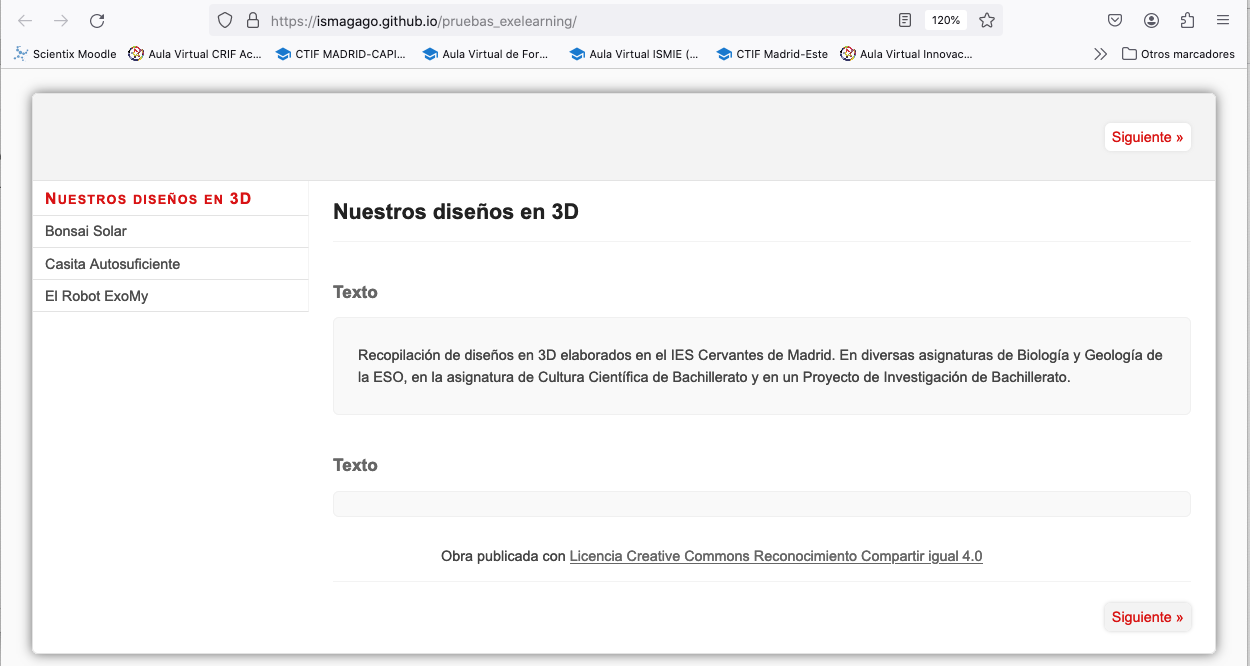 https://ismagago.github.io/pruebas_exelearning/
120%
Scientix Moodle
Aula Virtual CRIF Ac...
CTIF MADRID-CAPI...
Aula Virtual de For...
Aula Virtual ISMIE (...
CTIF Madrid-Este
Aula Virtual Innovac...
Otros marcadores
Siguiente »
Nuestros diseños en 3D
Bonsai Solar
Casita Autosuficiente
El Robot ExoMy
Nuestros diseños en 3D
Texto
Recopilación de diseños en 3D elaborados en el IES Cervantes de Madrid. En diversas asignaturas de Biología y Geología de
la ESO, en la asignatura de Cultura Científica de Bachillerato y en un Proyecto de Investigación de Bachillerato.
Texto
Obra publicada con Licencia Creative Commons Reconocimiento Compartir igual 4.0
Siguiente »